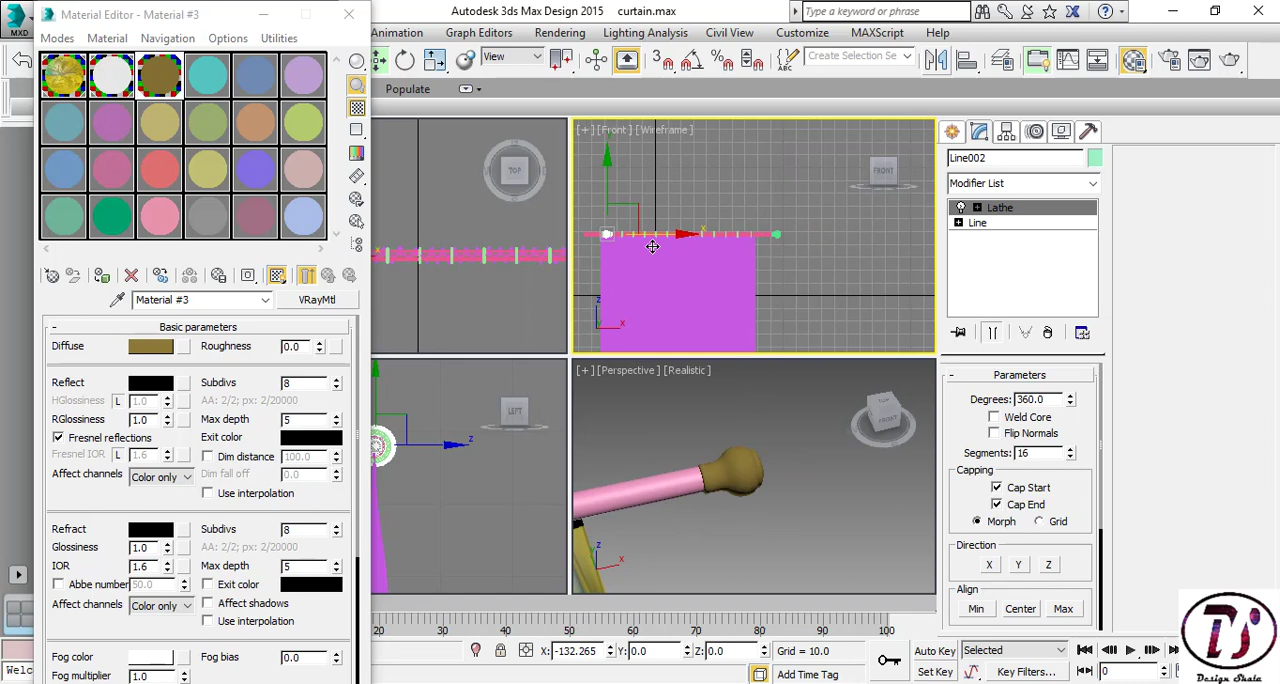 Material Editor - Material #3
Modes Material Navigation Options Utilities
Material #3 VRayMtl
Basic parameters
Diffuse Roughness 0.0
Reflect Subdivs 8
HGlossiness L 1.0 AA: 2/2; px: 2/20000
RGlossiness 1.0 Max depth 5
Fresnel reflections Exit color
Fresnel IOR L 1.6 Dim distance 100.0
Affect channels Color only Dim fall off 0.0
Use interpolation
Refract Subdivs 8
Glossiness 1.0 AA: 2/2; px: 2/20000
IOR 1.6 Max depth 5
Abbe number 50.0 Exit color
Affect channels Color only Affect shadows
Use interpolation
Fog color Fog bias 0.0
Fog multiplier 1.0
MXD
Welc
Autodesk 3ds Max Design 2015 curtain.max
Type a keyword or phrase
Animation Graph Editors Rendering Lighting Analysis Civil View Customize MAXScript Help
View
Create Selection Se
Populate
TOP
[+] [Front] [Wireframe]
FRONT
x
z
x
LEFT
z
[+] [Perspective] [Realistic]
TOP
FRONT
z
x
Line002
Modifier List
Lathe
Line
Parameters
Degrees: 360.0
Weld Core
Flip Normals
Segments: 16
Capping
Cap Start
Cap End
Morph Grid
Direction
X Y Z
Align
Min Center Max
20 30 40 50 60 70 80 90 100
X: -132.265 Y: 0.0 Z: 0.0 Grid = 10.0
Add Time Tag
Auto Key Selected
Set Key Key Filters...
0
Design Skale